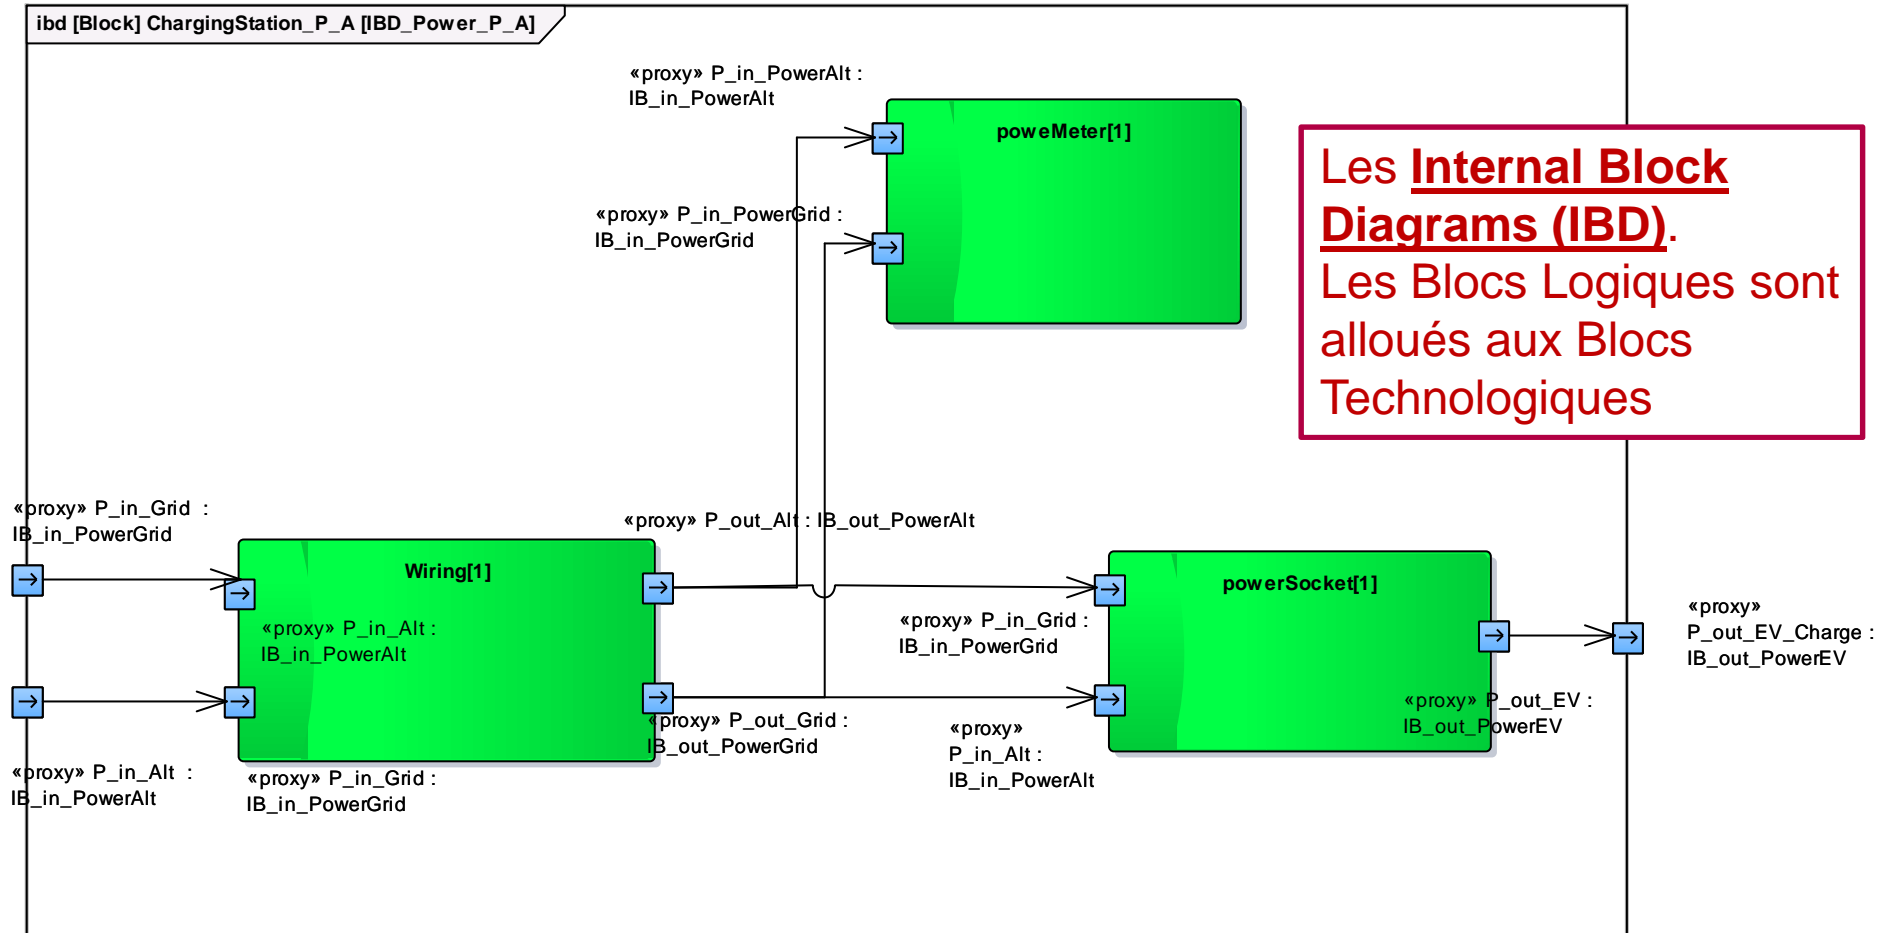 ibd [Block] ChargingStation_P_A [IBD_Power_P_A]
«proxy» P_in_PowerAlt :
IB_in_PowerAlt
poweMeter[1]
«proxy» P_in_PowerGrid :
IB_in_PowerGrid
Les Internal Block
Diagrams (IBD).
Les Blocs Logiques sont
alloués aux Blocs
Technologiques
«proxy» P_in_Grid :
IB_in_PowerGrid
«proxy» P_out_Alt : IB_out_PowerAlt
Wiring[1]
«proxy» P_in_Alt :
IB_in_PowerAlt
powerSocket[1]
«proxy» P_in_Grid :
IB_in_PowerGrid
«proxy»
P_out_EV_Charge :
IB_out_PowerEV
«proxy» P_out_EV :
IB_out_PowerEV
«proxy» P_out_Grid :
IB_out_PowerGrid
«proxy»
P_in_Alt :
IB_in_PowerAlt
«proxy» P_in_Alt :
IB_in_PowerAlt
«proxy» P_in_Grid :
IB_in_PowerGrid